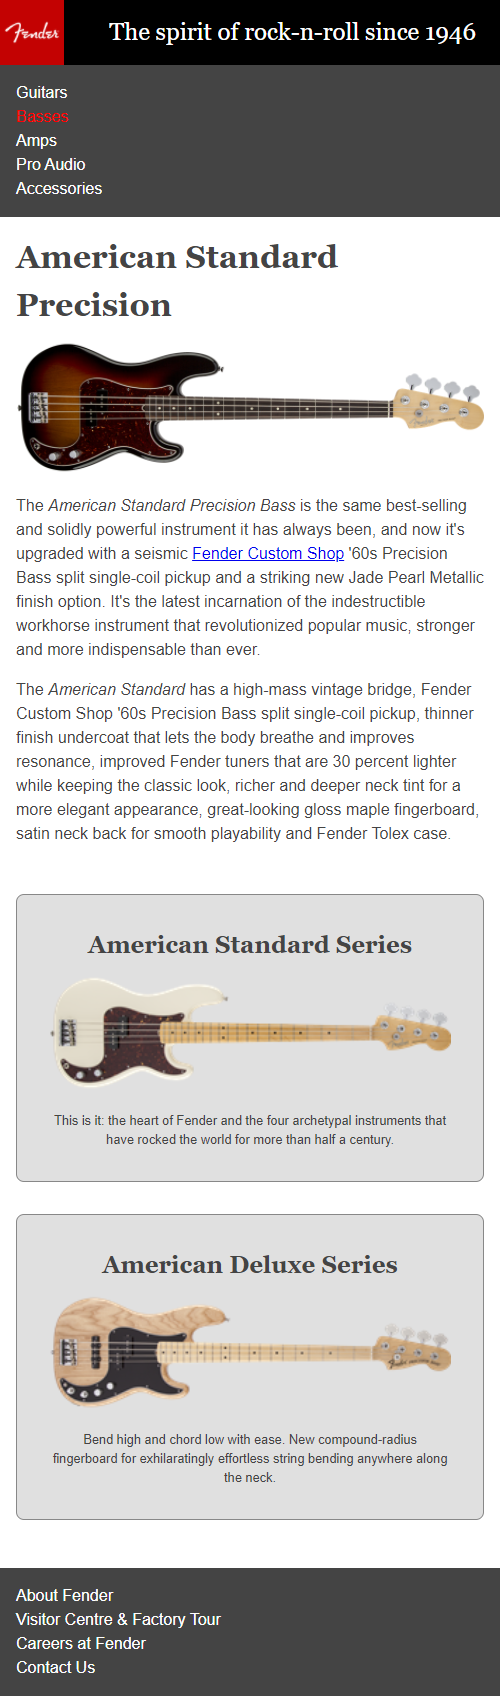 Fender
The spirit of rock-n-roll since 1946
Guitars
Basses
Amps
Pro Audio
Accessories
American Standard
Precision
The American Standard Precision Bass is the same best-selling
and solidly powerful instrument it has always been, and now it's
upgraded with a seismic Fender Custom Shop '60s Precision
Bass split single-coil pickup and a striking new Jade Pearl Metallic
finish option. It's the latest incarnation of the indestructible
workhorse instrument that revolutionized popular music, stronger
and more indispensable than ever.
The American Standard has a high-mass vintage bridge, Fender
Custom Shop '60s Precision Bass split single-coil pickup, thinner
finish undercoat that lets the body breathe and improves
resonance, improved Fender tuners that are 30 percent lighter
while keeping the classic look, richer and deeper neck tint for a
more elegant appearance, great-looking gloss maple fingerboard,
satin neck back for smooth playability and Fender Tolex case.
American Standard Series
This is it: the heart of Fender and the four archetypal instruments that
have rocked the world for more than half a century.
American Deluxe Series
Fender
Bend high and chord low with ease. New compound-radius
fingerboard for exhilaratingly effortless string bending anywhere along
the neck.
About Fender
Visitor Centre & Factory Tour
Careers at Fender
Contact Us